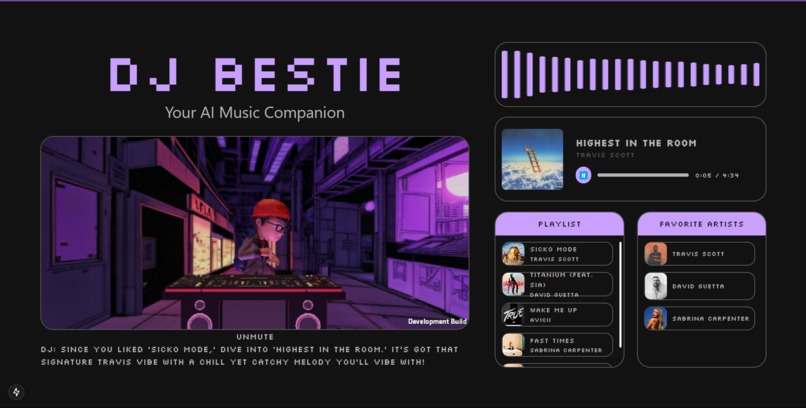 DJ BESTIE
Your AI Music Companion
Development Build
UNMUTE
DJ: SINCE YOU LIKED 'SICKO MODE,' DIVE INTO 'HIGHEST IN THE ROOM.' IT'S GOT THAT
SIGNATURE TRAVIS VIBE WITH A CHILL YET CATCHY MELODY YOU'LL VIBE WITH!
HIGHEST IN THE ROOM
TRAVIS SCOTT
0:05 / 4:34
PLAYLIST
SICKO MODE
TRAVIS SCOTT
TITANIUM (FEAT.
SIA)
DAVID GUETTA
TRUE
WAKE ME UP
AVICII
FAST TIMES
SABRINA CARPENTER
FAVORITE ARTISTS
TRAVIS SCOTT
DAVID GUETTA
SABRINA CARPENTER